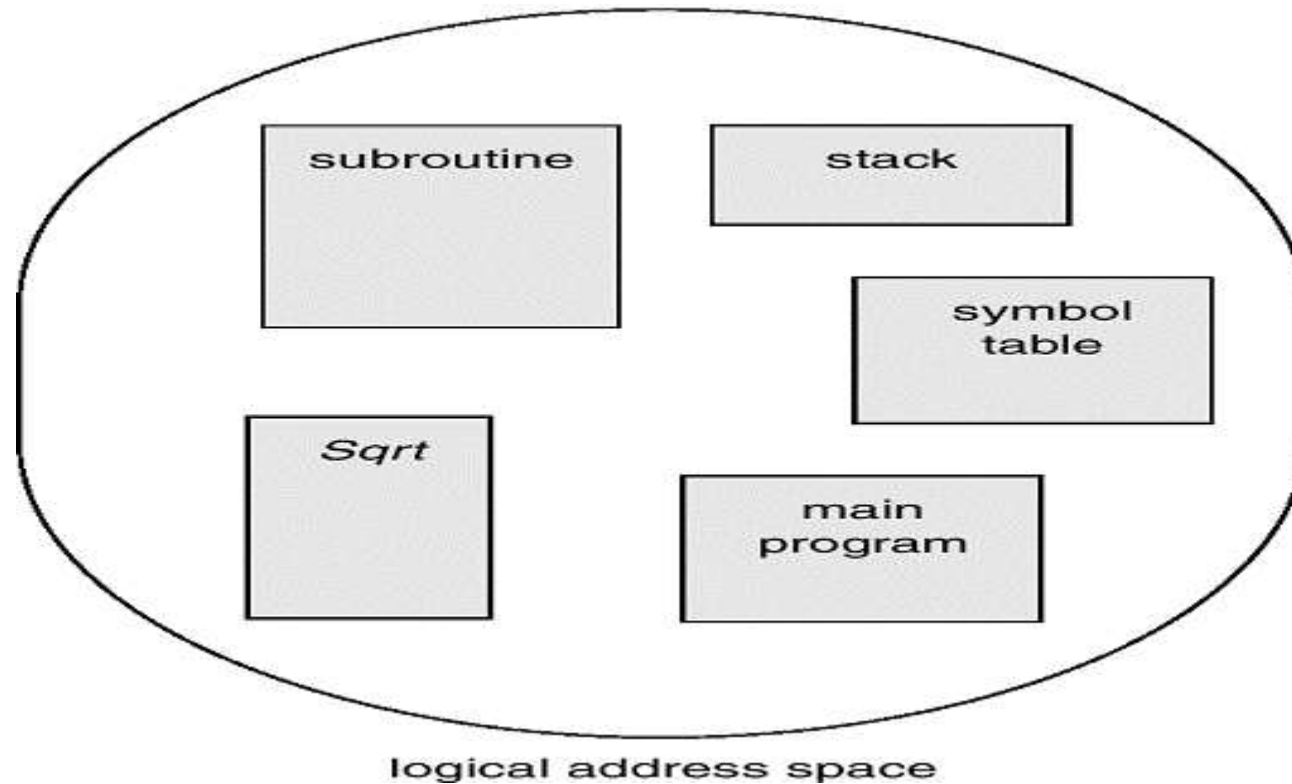 subroutine
stack
symbol
table
Sqrt
main
program
logical address space